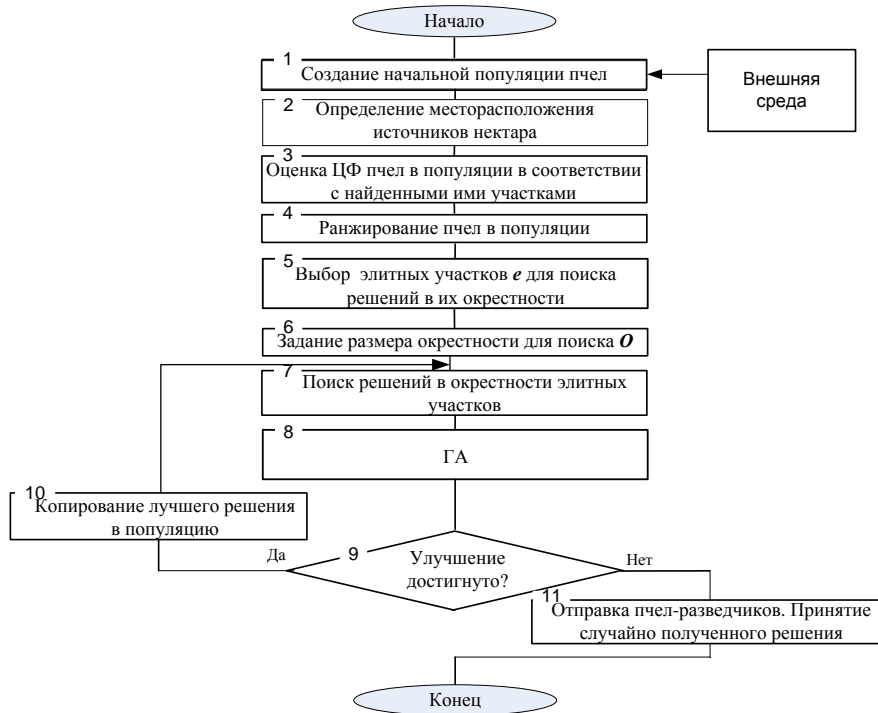 Начало
1
Создание начальной популяции пчел
Внешняя
среда
2
Определение месторасположения
источников нектара
3
Оценка ЦФ пчел в популяции в соответствии
с найденными ими участками
4
Ранжирование пчел в популяции
5
Выбор элитных участков e для поиска
решений в их окрестности
6
Задание размера окрестности для поиска O
7
Поиск решений в окрестности элитных
участков
8
ГА
10
Копирование лучшего решения
в популяцию
Да
9
Улучшение
достигнуто?
Нет
11
Отправка пчел-разведчиков. Принятие
случайно полученного решения
Конец